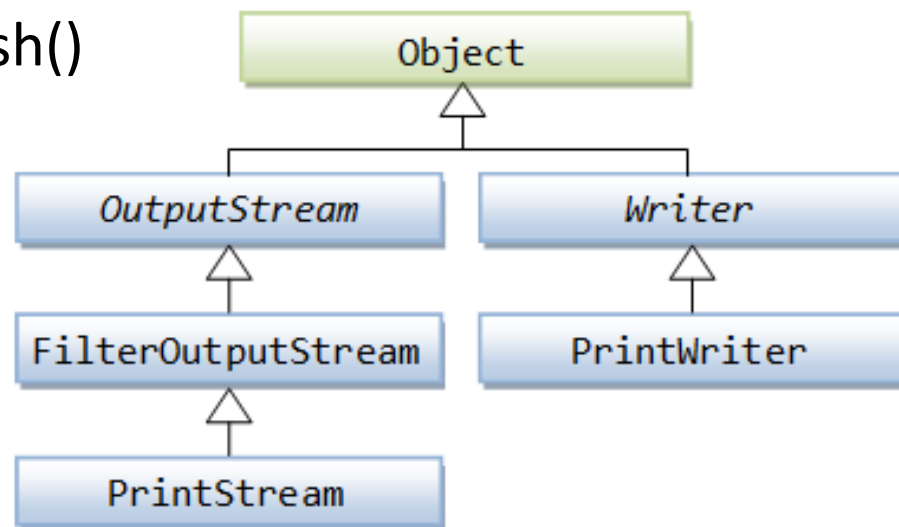 sh()
Object
OutputStream
Writer
FilterOutputStream
PrintWriter
PrintStream